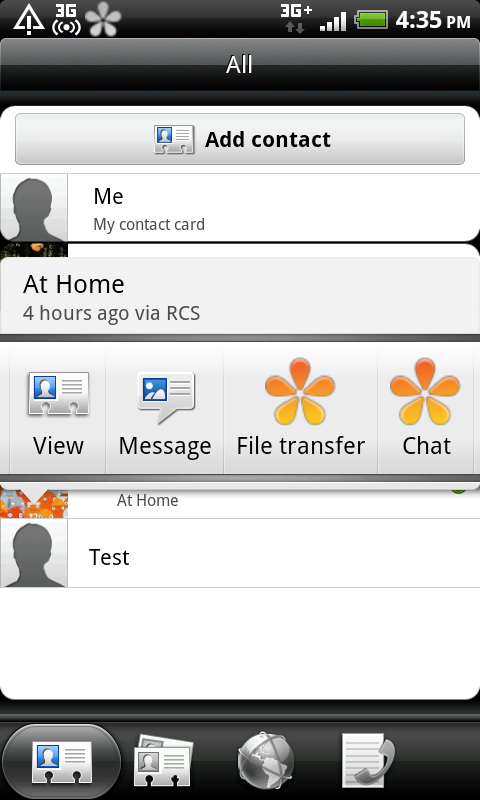 3G
3G+
4:35 PM
All
Add contact
Me
My contact card
At Home
4 hours ago via RCS
View
Message
File transfer
Chat
At Home
Test